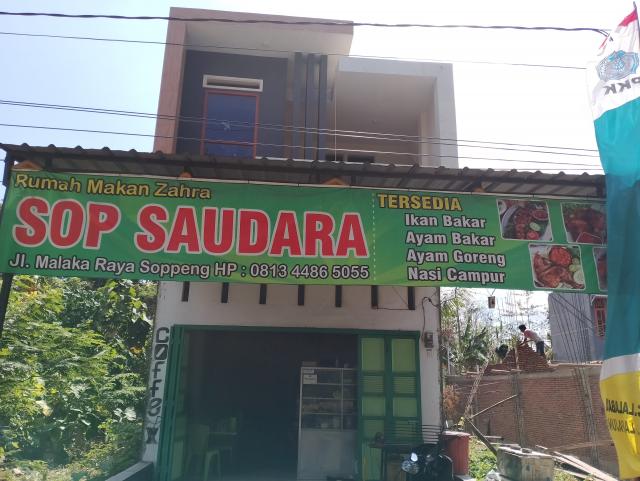 Rumah Makan Zahra
SOP SAUDARA
Jl. Malaka Raya Soppeng HP : 0813 4486 5055
TERSEDIA
Ikan Bakar
Ayam Bakar
Ayam Goreng
Nasi Campur
PKK